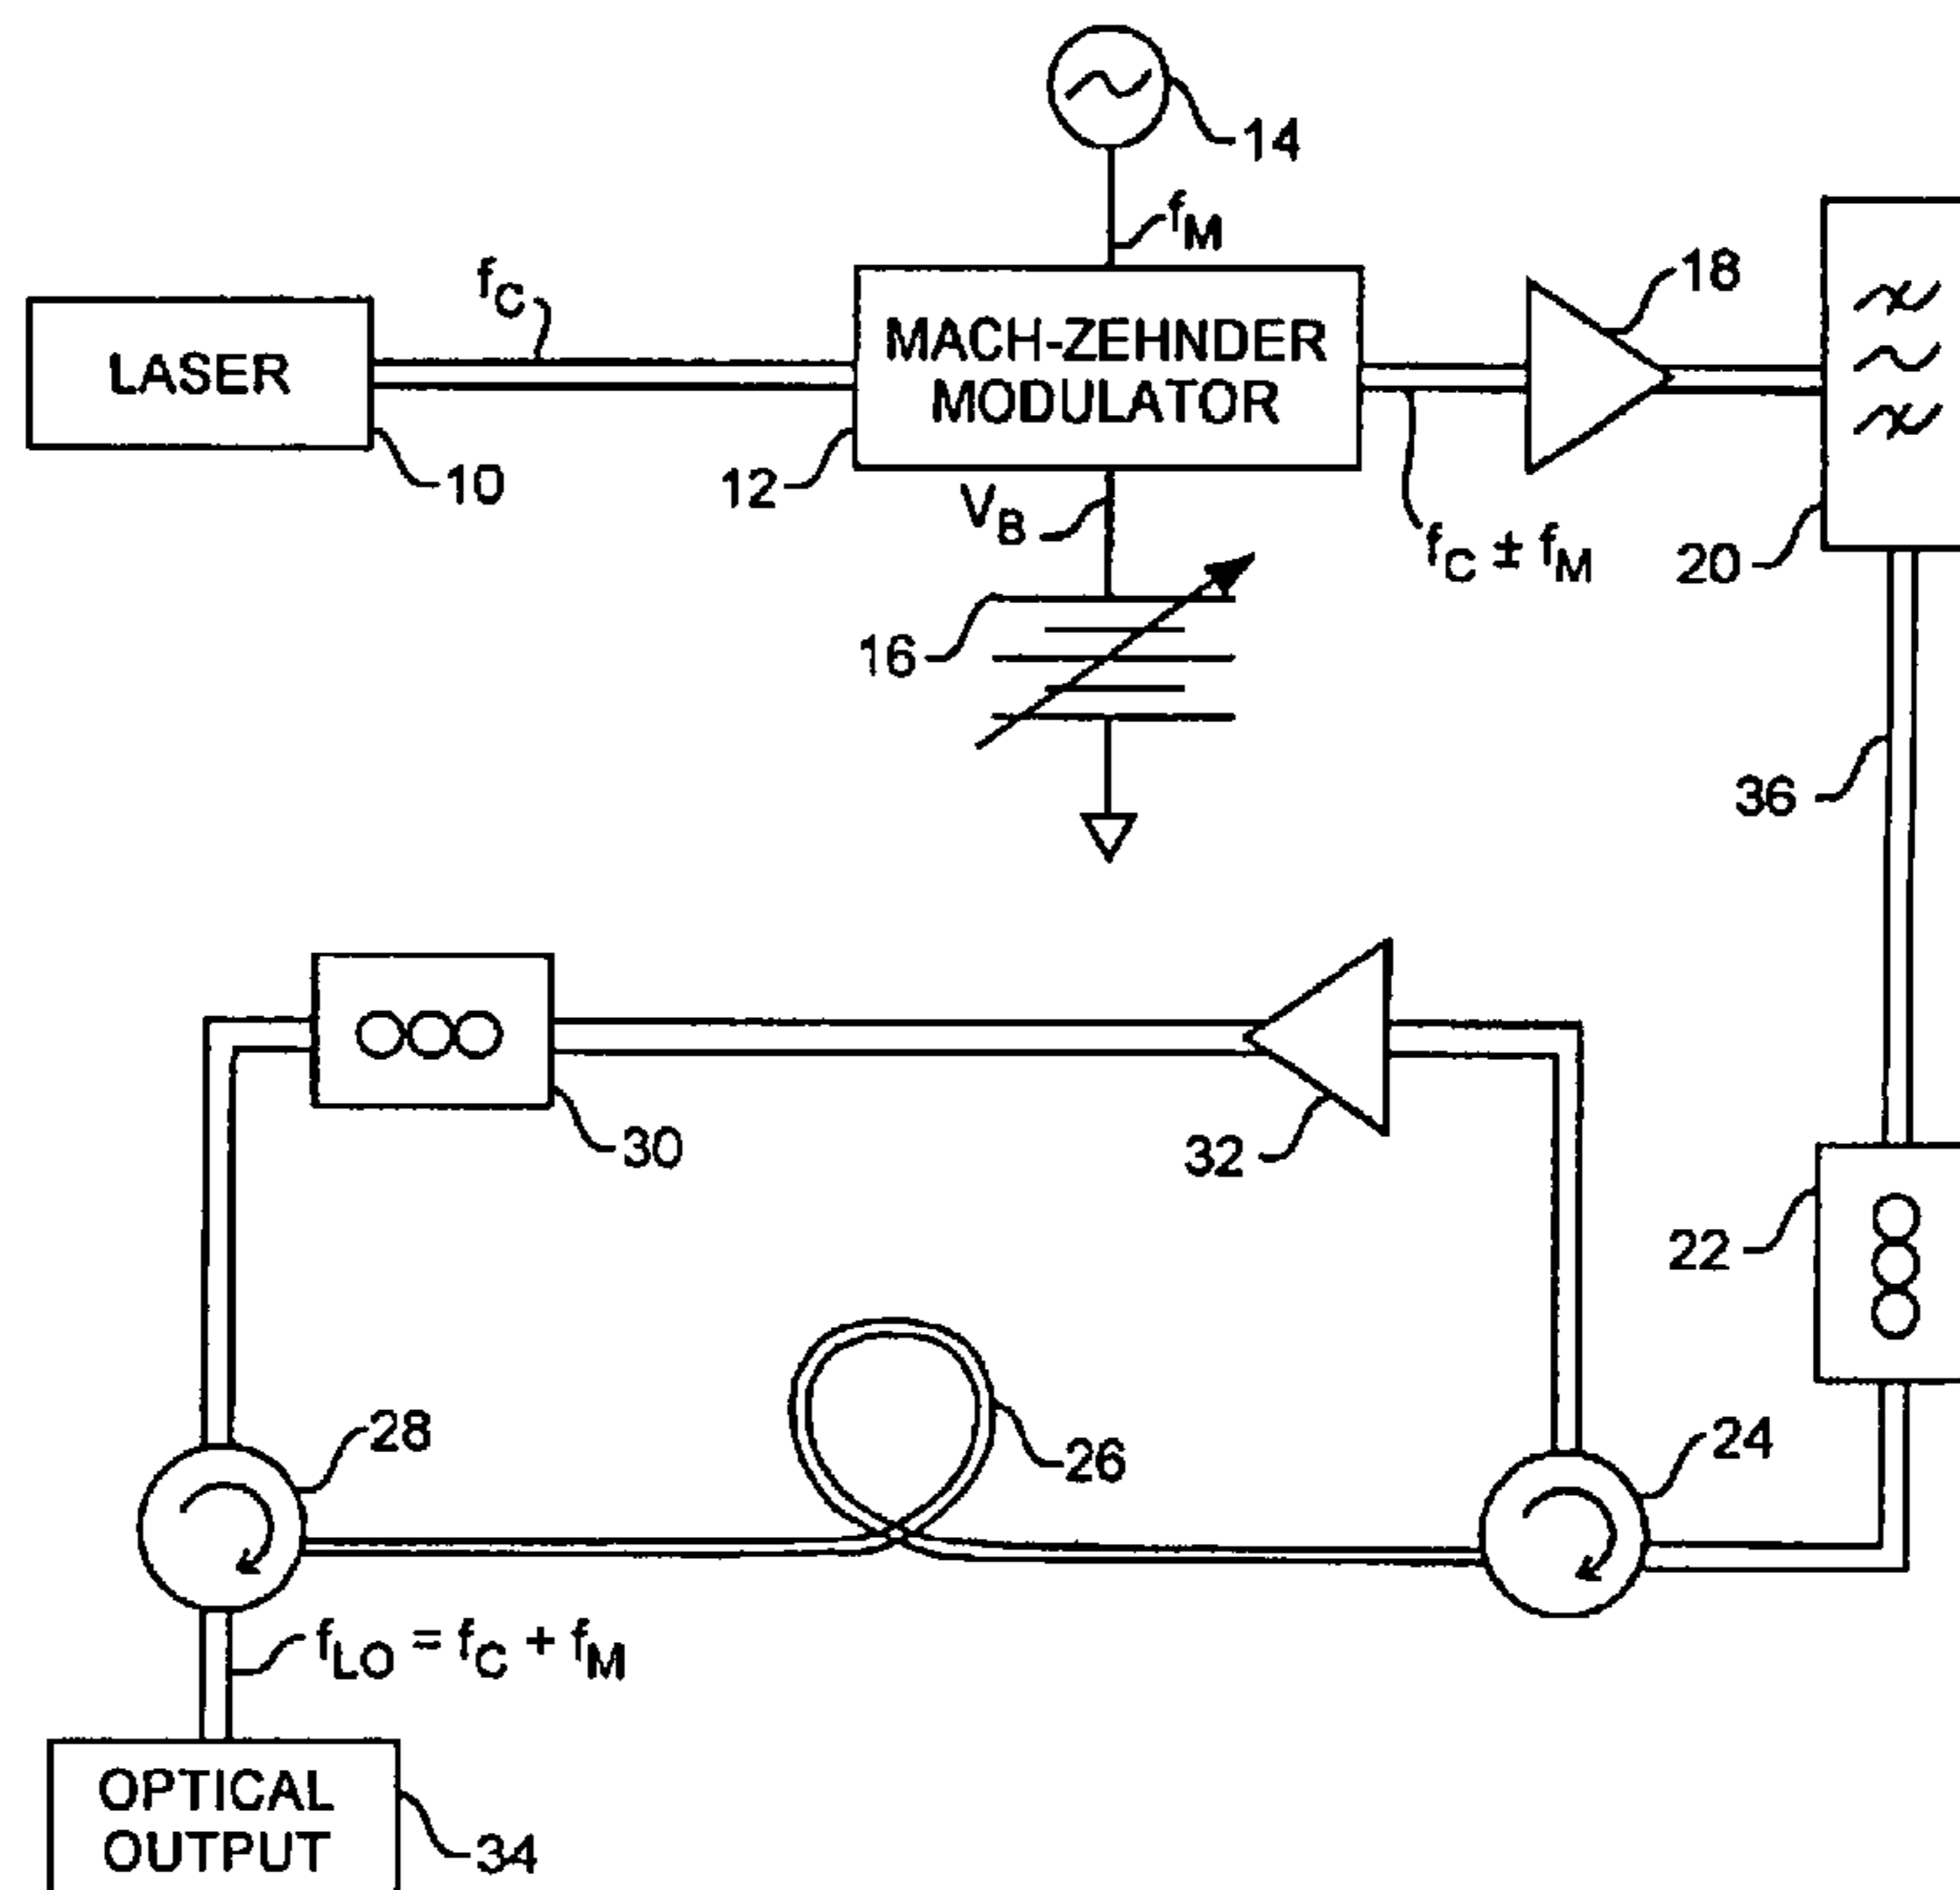 14
f_M
f_C
LASER
MACH-ZEHNDER
MODULATOR
18
10
12
V_B
f_C ± f_M
20
16
36
30
32
22
28
26
24
f_LO = f_C + f_M
OPTICAL
OUTPUT
34